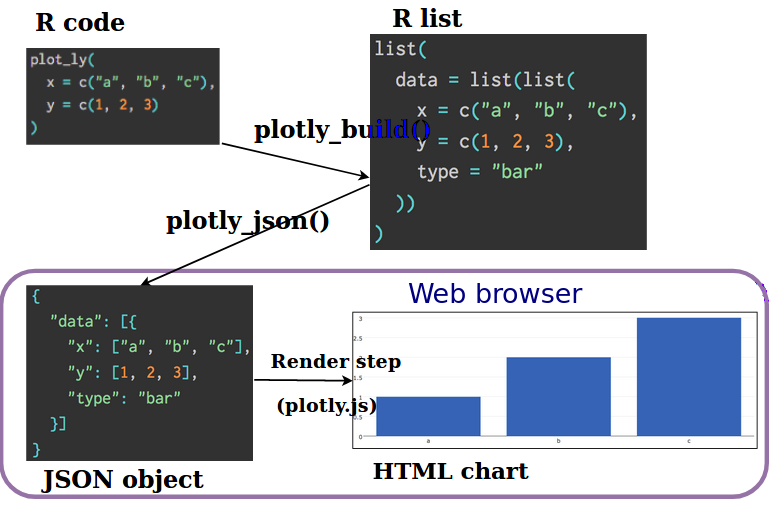 R code
plot_ly(
x = c("a", "b", "c"),
y = c(1, 2, 3)
)
R list
list(
data = list(list(
x = c("a", "b", "c"),
y = c(1, 2, 3),
type = "bar"
))
)
plotly_build()
plotly_json()
Web browser
{
"data": [{
"x": ["a", "b", "c"],
"y": [1, 2, 3],
"type": "bar"
}]
}
JSON object
Render step
(plotly.js)
3
2.5
2
1.5
1
0.5
0
a
b
c
HTML chart